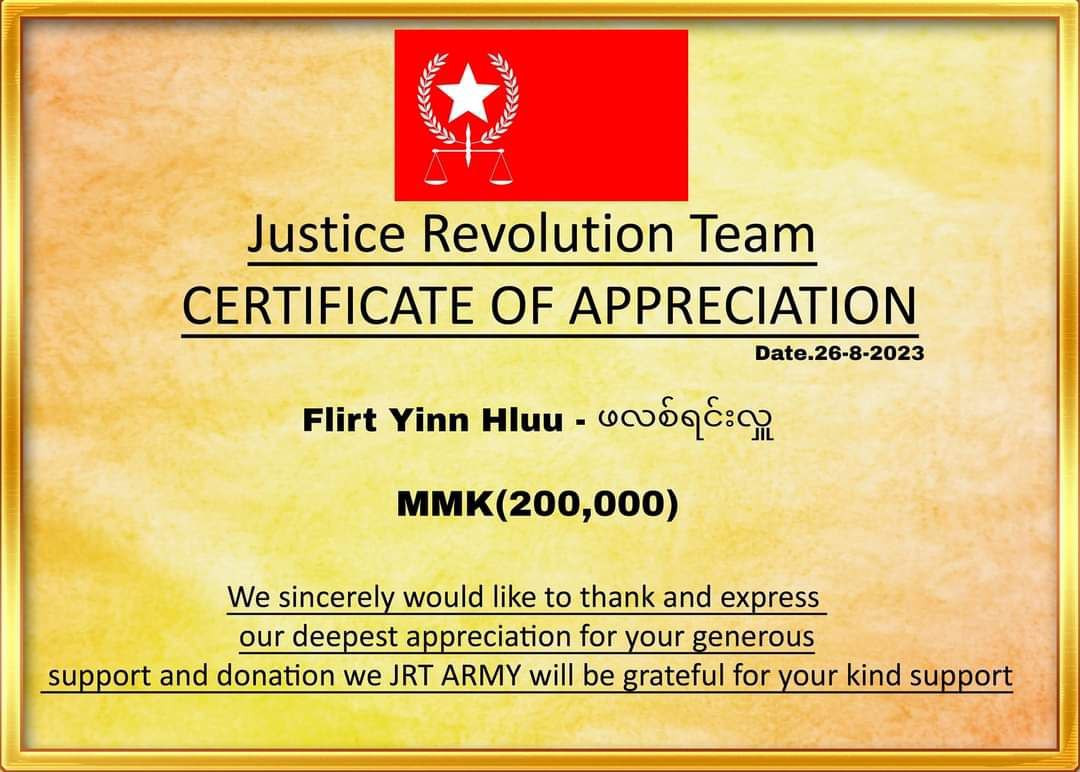 Justice Revolution Team
CERTIFICATE OF APPRECIATION
Date.26-8-2023
Flirt Yinn Hluu - ဖလစ်ရင်းလှူ
MMK(200,000)
We sincerely would like to thank and express
our deepest appreciation for your generous
support and donation we JRT ARMY will be grateful for your kind support